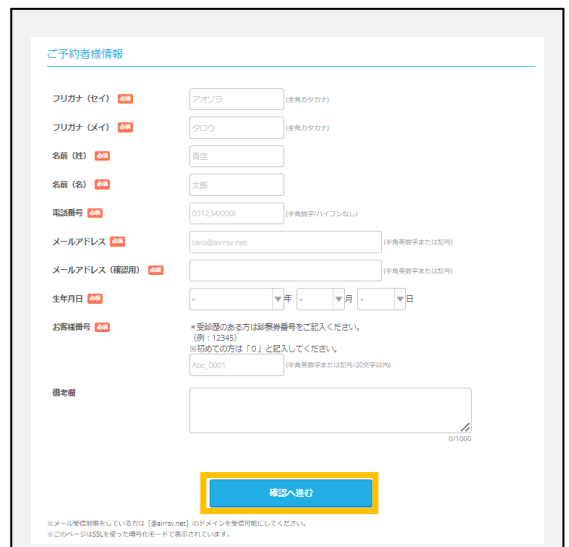 ご予約者様情報
フリガナ（セイ） 必須 アオゾラ (全角カタカナ)
フリガナ（メイ） 必須 タロウ (全角カタカナ)
名前（姓） 必須 青空
名前（名） 必須 太郎
電話番号 必須 031234XXXX (半角数字/ハイフンなし)
メールアドレス 必須 taro@airrsv.net (半角英数字または記号)
メールアドレス（確認用） 必須 (半角英数字または記号)
生年月日 必須 - 年 - 月 - 日
お客様番号 必須 *受診歴のある方は診察券番号をご記入ください。
（例：12345）
※初めての方は「０」と記入してください。
Abc_0001 (半角英数字または記号/20文字以内)
備考欄
0/1000
確認へ進む
※メール受信制限をしている方は［@airrsv.net］のドメインを受信可能にしてください。
※このページはSSLを使った暗号化モードで表示されています。